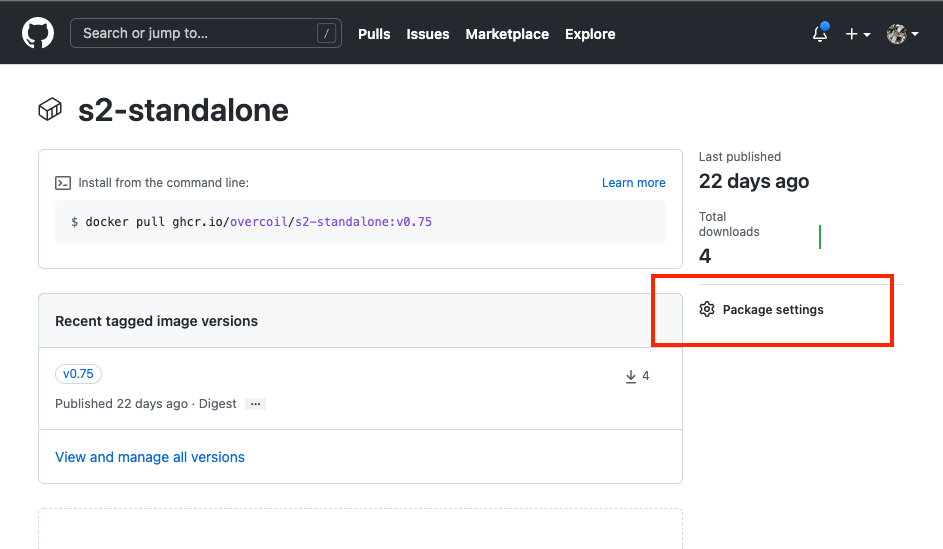 Search or jump to... /
Pulls Issues Marketplace Explore
s2-standalone
Install from the command line:
Learn more
$ docker pull ghcr.io/overcoil/s2-standalone:v0.75
Last published
22 days ago
Total
downloads
4
Package settings
Recent tagged image versions
v0.75
4
Published 22 days ago · Digest ...
View and manage all versions